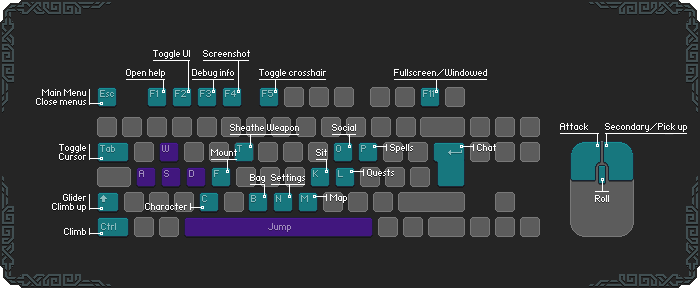 Toggle UI Screenshot
Open help Debug info Toggle crosshair Fullscreen/Windowed
Main Menu Esc F1 F2 F3 F4 F5 F11
Close menus
Sheathe Weapon Social Attack Secondary/Pick up
Toggle Tab W T O P Spells Chat
Cursor
Mount Sit
A S D F K L Quests
Bag Settings
Roll
Glider
Climb up Character C B N M Map
Climb Ctrl Jump